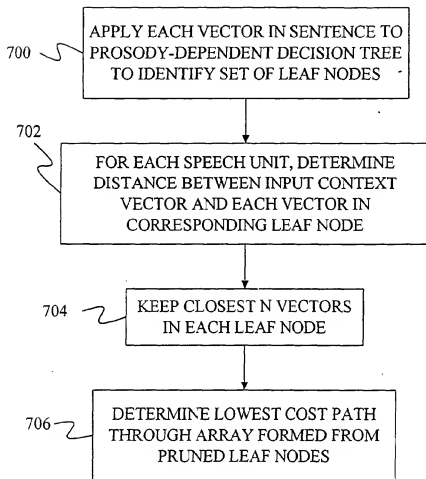 700
APPLY EACH VECTOR IN SENTENCE TO
PROSODY-DEPENDENT DECISION TREE
TO IDENTIFY SET OF LEAF NODES
702
FOR EACH SPEECH UNIT, DETERMINE
DISTANCE BETWEEN INPUT CONTEXT
VECTOR AND EACH VECTOR IN
CORRESPONDING LEAF NODE
704
KEEP CLOSEST N VECTORS
IN EACH LEAF NODE
706
DETERMINE LOWEST COST PATH
THROUGH ARRAY FORMED FROM
PRUNED LEAF NODES